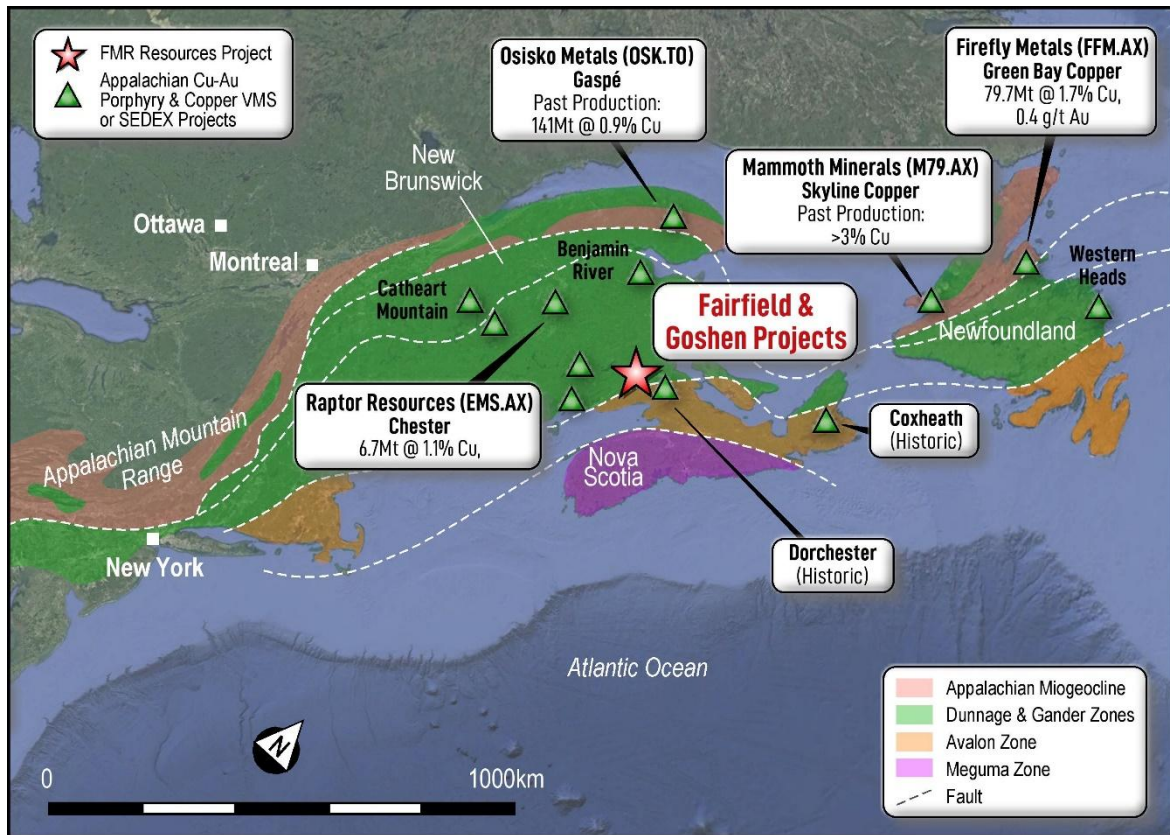 FMR Resources Project
Appalachian Cu-Au
Porphyry & Copper VMS
or SEDEX Projects
Osisko Metals (OSK.TO)
Gaspé
Past Production:
141Mt @ 0.9% Cu
Firefly Metals (FFM.AX)
Green Bay Copper
79.7Mt @ 1.7% Cu,
0.4 g/t Au
Mammoth Minerals (M79.AX)
Skyline Copper
Past Production:
>3% Cu
New
Brunswick
Ottawa
Montreal
Benjamin
River
Catheart
Mountain
Western
Heads
Fairfield &
Goshen Projects
Newfoundland
Raptor Resources (EMS.AX)
Chester
6.7Mt @ 1.1% Cu,
Coxheath
(Historic)
Appalachian Mountain
Range
Nova
Scotia
New York
Dorchester
(Historic)
Atlantic Ocean
N
0
1000km
Appalachian Miogeocline
Dunnage & Gander Zones
Avalon Zone
Meguma Zone
Fault